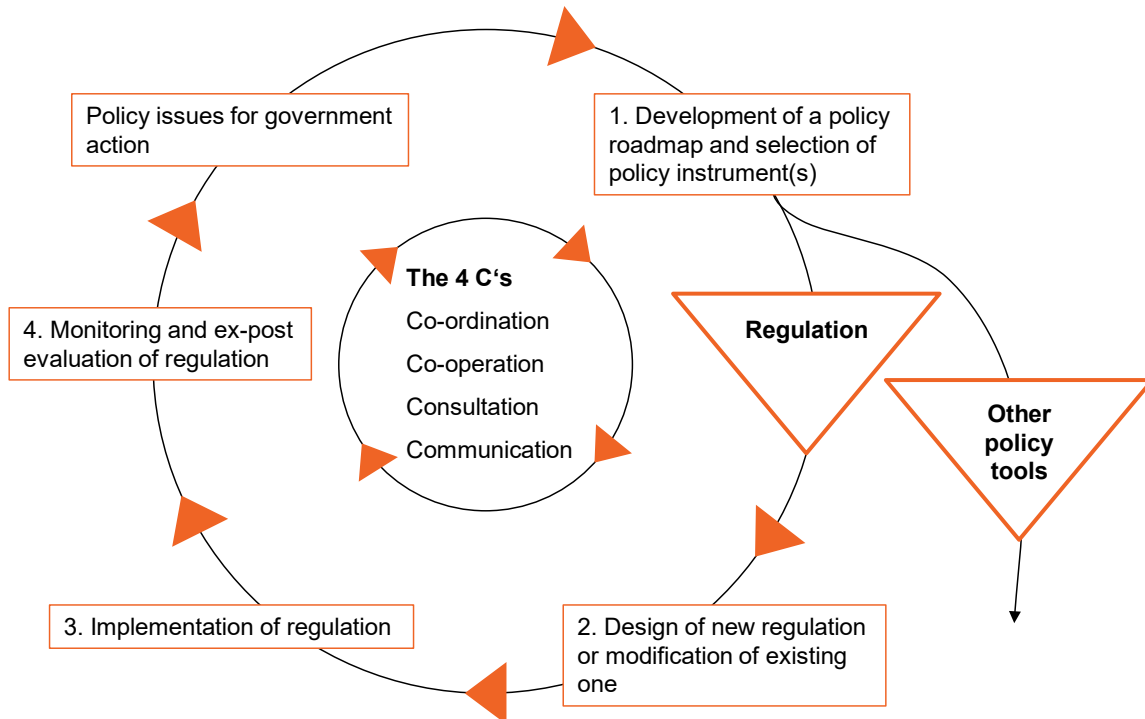 Policy issues for government
action
1. Development of a policy
roadmap and selection of
policy instrument(s)
The 4 C‘s
Co-ordination
Co-operation
Consultation
Communication
Regulation
Other
policy
tools
4. Monitoring and ex-post
evaluation of regulation
3. Implementation of regulation
2. Design of new regulation
or modification of existing
one